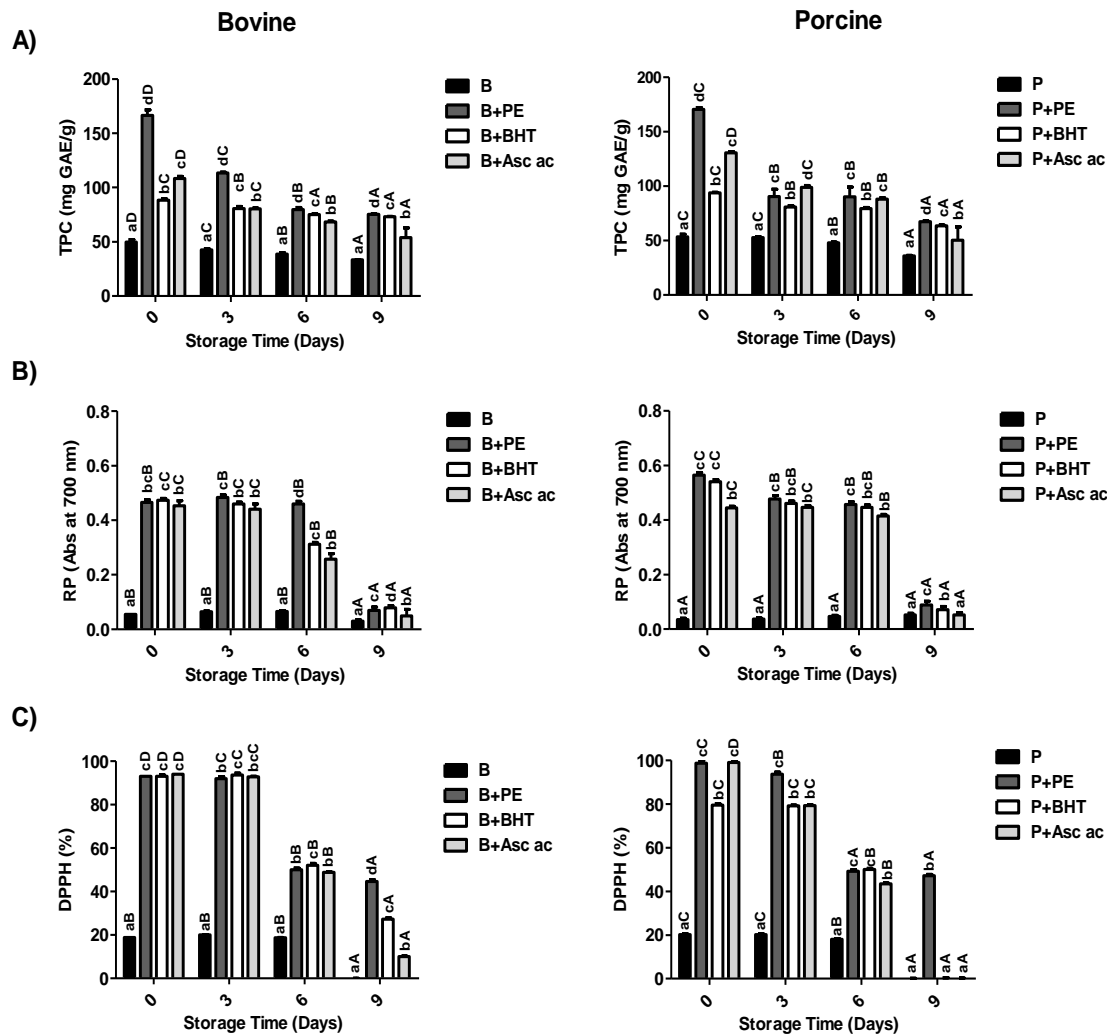 Bovine
Porcine
A)
TPC (mg GAE/g)
200
150
100
50
0
aD dD bC cD
aC dC cB bC
aB dB cA bB
aA dA cA bA
0 3 6 9
Storage Time (Days)
B
B+PE
B+BHT
B+Asc ac
TPC (mg GAE/g)
200
150
100
50
0
aC dC bC cD
aC cB bB dC
aB cB bB cB
aA dA cA bA
0 3 6 9
Storage Time (Days)
P
P+PE
P+BHT
P+Asc ac
B)
RP (Abs at 700 nm)
0.8
0.6
0.4
0.2
0.0
aB bcB cC bC
aB cB bC bC
aB dB cB bB
aA cA dA bA
0 3 6 9
Storage Time (Days)
B
B+PE
B+BHT
B+Asc ac
RP (Abs at 700 nm)
0.8
0.6
0.4
0.2
0.0
aA cC cC bC
aA cB bcB bC
aA cB bcB bB
aA cA bA aA
0 3 6 9
Storage Time (Days)
P
P+PE
P+BHT
P+Asc ac
C)
DPPH (%)
100
80
60
40
20
0
aB cD cD cD
aB bC cC bcC
aB bB cB bB
aA dA cA bA
0 3 6 9
Storage Time (Days)
B
B+PE
B+BHT
B+Asc ac
DPPH (%)
100
80
60
40
20
0
aC cC bC cD
aC cB bC bC
aB cA cB bB
aA bA aA aA
0 3 6 9
Storage Time (Days)
P
P+PE
P+BHT
P+Asc ac